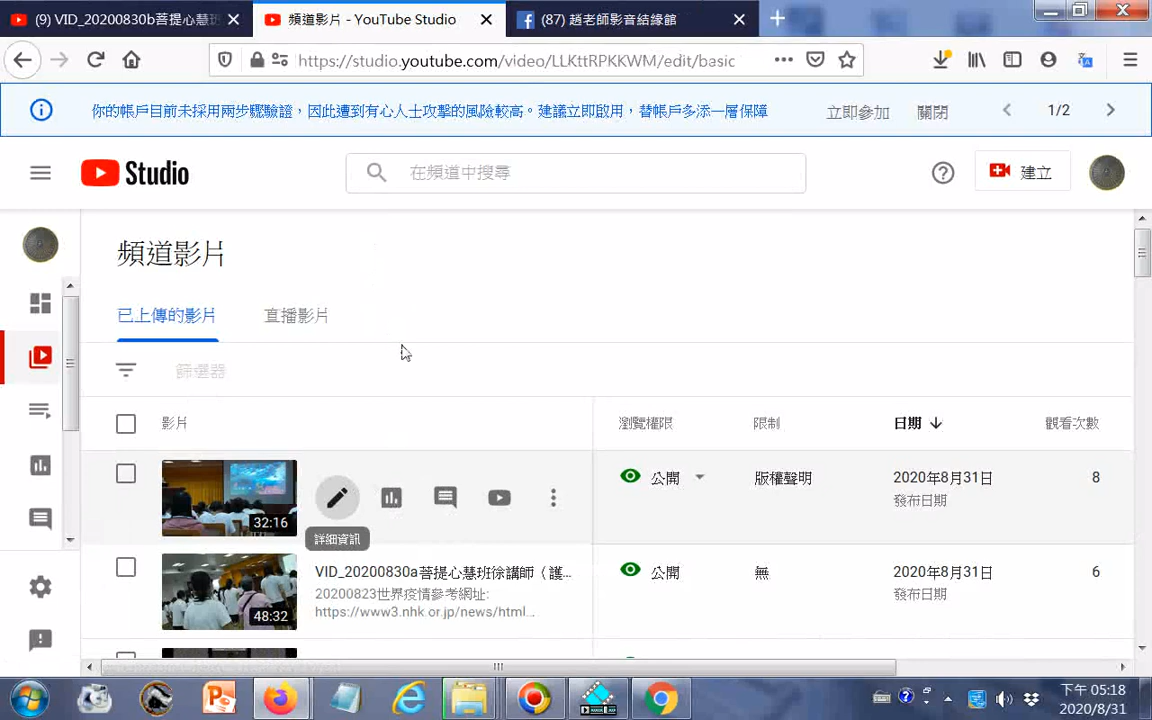 (9) VID_20200830b菩提心慧班
頻道影片 - YouTube Studio
(87) 趙老師影音結緣館
https://studio.youtube.com/video/LLKttRPKKWM/edit/basic
你的帳戶目前未採用兩步驟驗證，因此遭到有心人士攻擊的風險較高。建議立即啟用，替帳戶多添一層保障
立即參加
關閉
1/2
Studio
在頻道中搜尋
建立
頻道影片
已上傳的影片
直播影片
篩選器
影片
瀏覽權限
限制
日期
觀看次數
32:16
詳細資訊
公開
版權聲明
2020年8月31日
發布日期
8
48:32
VID_20200830a菩提心慧班徐講師（護...
20200823世界疫情參考網址:
https://www3.nhk.or.jp/news/html...
公開
無
2020年8月31日
發布日期
6
下午 05:18
2020/8/31